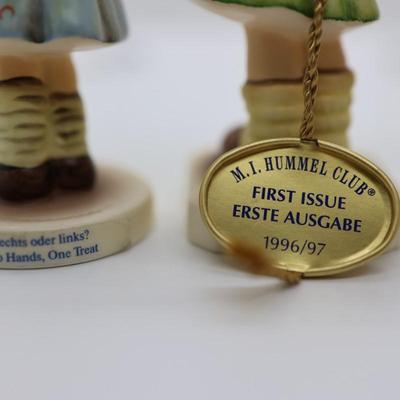 echts oder links?
o Hands, One Treat
M.I. HUMMEL CLUB®
FIRST ISSUE
ERSTE AUSGABE
1996/97